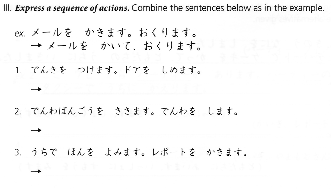 III. Express a sequence of actions. Combine the sentences below as in the example.
ex. メールを かきます。おくります。
→ メールを かいて、おくります。
1. でんきを つけます。ドアを しめます。
→
2. でんわばんごうを ききます。でんわを します。
→
3. うちで ほんを よみます。レポートを かきます。
→